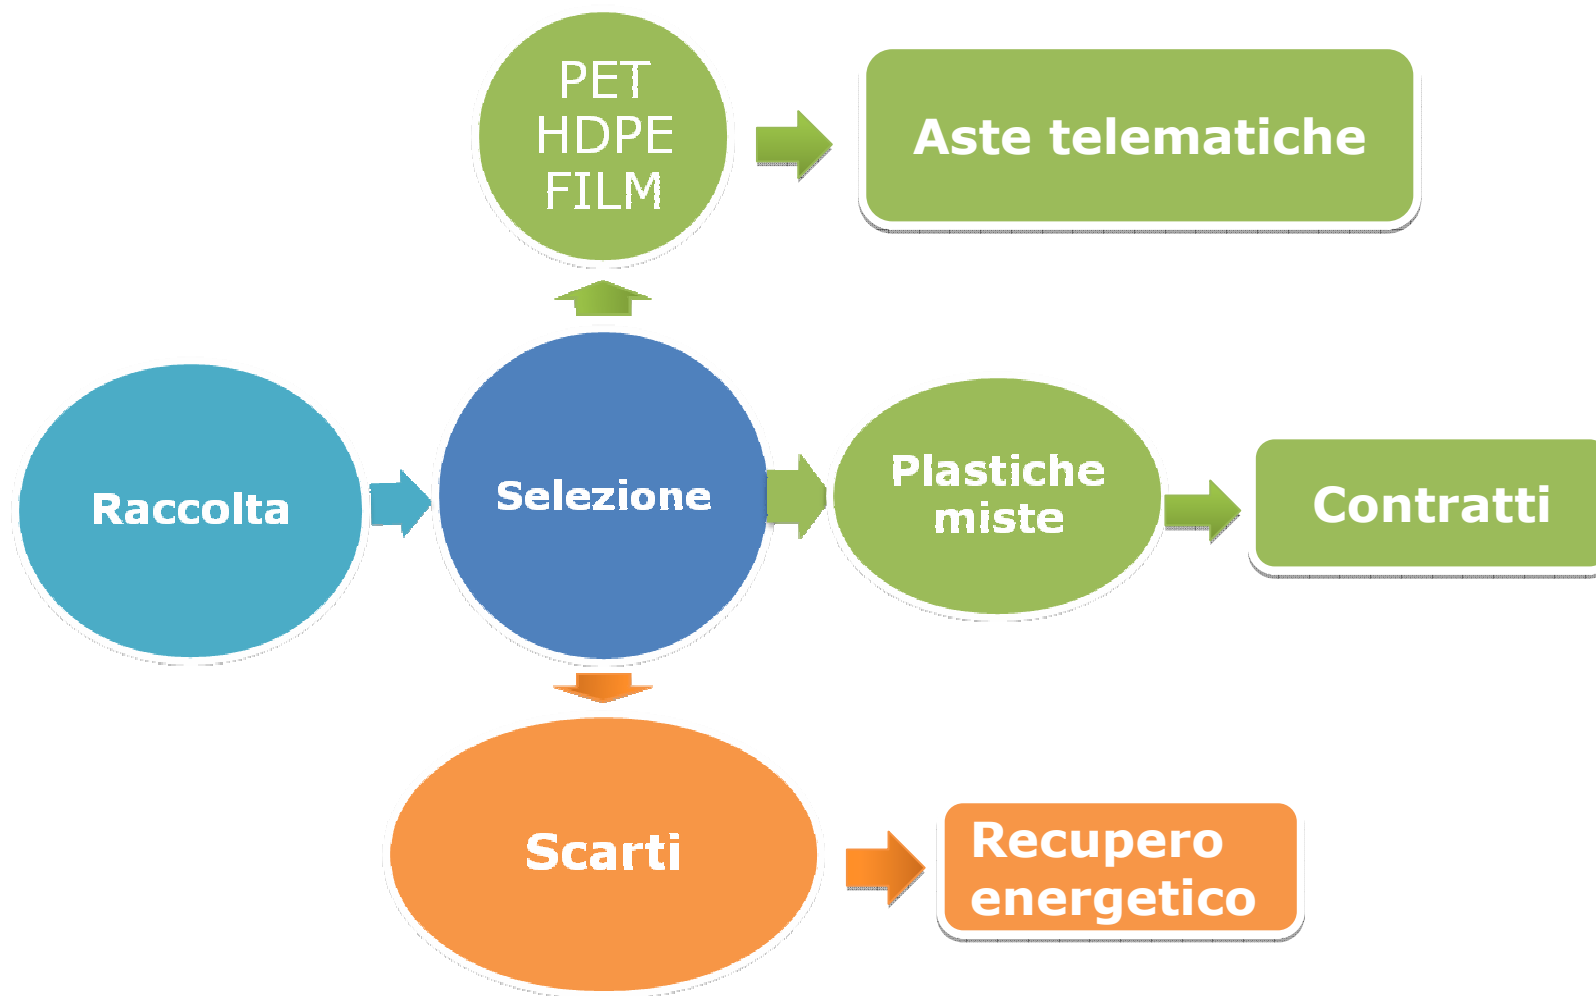 PET
HDPE
FILM
Aste telematiche
Raccolta
Selezione
Plastiche
miste
Contratti
Scarti
Recupero
energetico